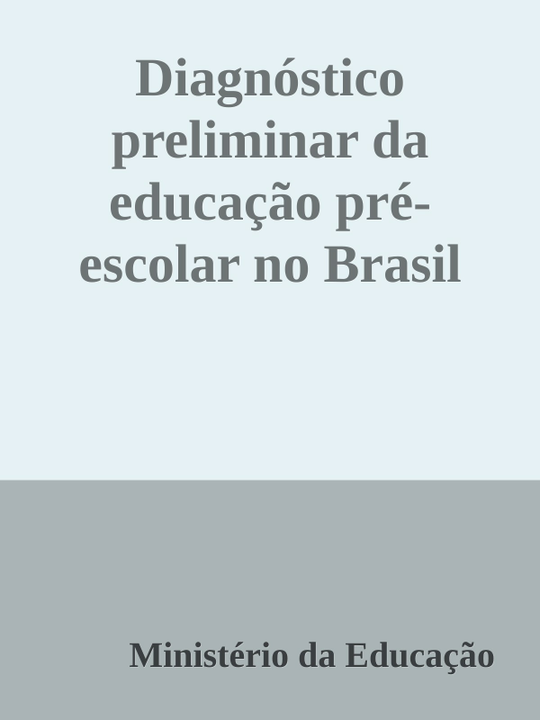 Diagnóstico
preliminar da
educação pré-
escolar no Brasil
Ministério da Educação